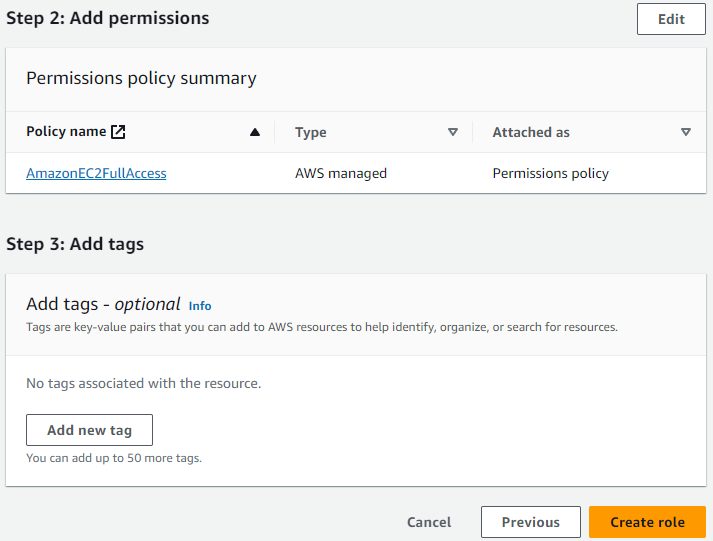 Step 2: Add permissions
Edit
Permissions policy summary
Policy name Type Attached as
AmazonEC2FullAccess AWS managed Permissions policy
Step 3: Add tags
Add tags - optional Info
Tags are key-value pairs that you can add to AWS resources to help identify, organize, or search for resources.
No tags associated with the resource.
Add new tag
You can add up to 50 more tags.
Cancel Previous Create role